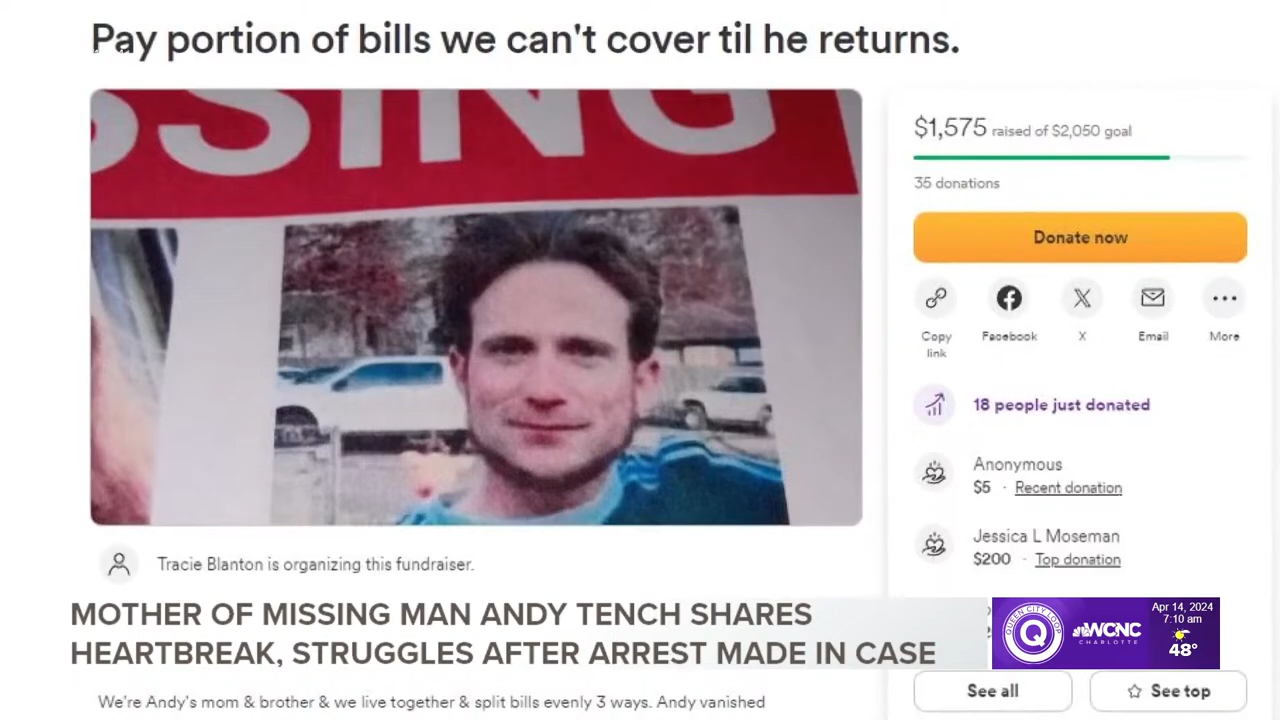 Pay portion of bills we can't cover til he returns.
SSING
$1,575 raised of $2,050 goal
35 donations
Donate now
Copy link
Facebook
X
Email
More
18 people just donated
Anonymous
$5 · Recent donation
Jessica L Moseman
$200 · Top donation
Tracie Blanton is organizing this fundraiser.
MOTHER OF MISSING MAN ANDY TENCH SHARES
HEARTBREAK, STRUGGLES AFTER ARREST MADE IN CASE
QUEEN CITY LOOP
Q
WCNC
CHARLOTTE
Apr 14, 2024
7:10 am
48°
See all
See top
We're Andy's mom & brother & we live together & split bills evenly 3 ways. Andy vanished